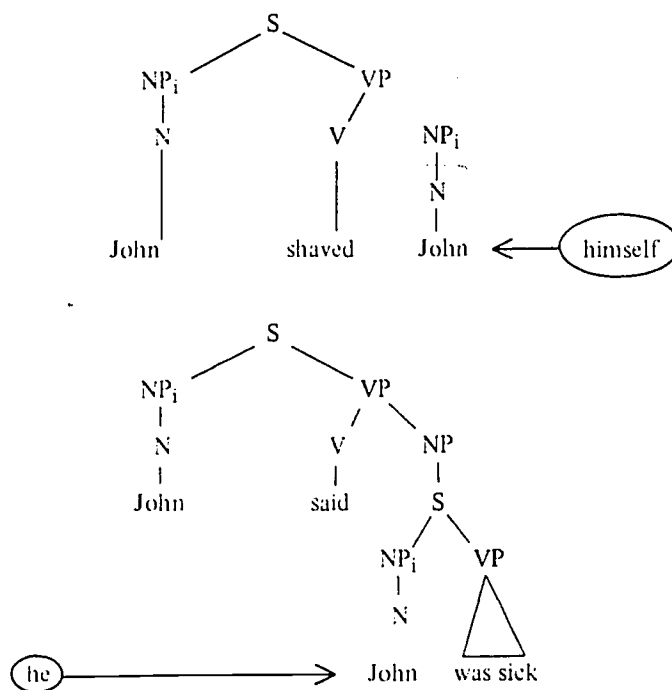 S
NPi VP
N V NPi
N
John shaved John himself
S
NPi VP
N V NP
John said S
NPi VP
N
he John was sick